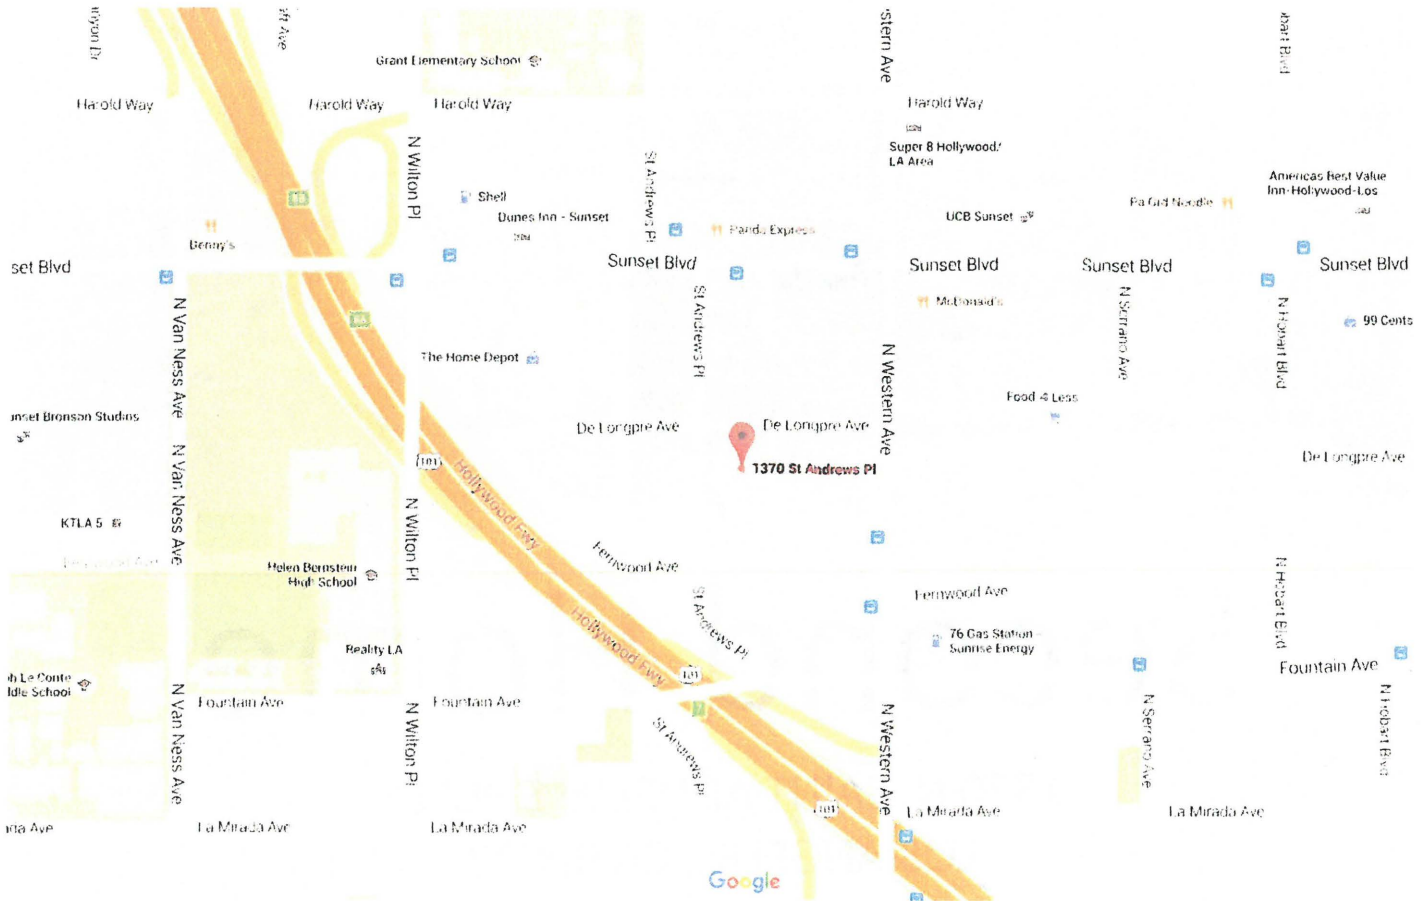 Grant Elementary School
Harold Way
Harold Way
Harold Way
Harold Way
N Wilton Pl
St Andrews Pl
Super 8 Hollywood/
LA Area
Americas Best Value
Inn-Hollywood-Los
Shell
Dunes Inn - Sunset
UCB Sunset
Denny's
Panda Express
Sunset Blvd
Sunset Blvd
Sunset Blvd
Sunset Blvd
set Blvd
N Van Ness Ave
St Andrews Pl
McDonald's
N Serrano Ave
N Hobart Blvd
99 Cents
The Home Depot
N Western Ave
Food 4 Less
unset Bronson Studios
De Longpre Ave
De Longpre Ave
De Longpre Ave
1370 St Andrews Pl
101
Hollywood Fwy
N Van Ness Ave
N Wilton Pl
KTLA 5
Fernwood Ave
Helen Bernstein
High School
Fernwood Ave
N Hobart Blvd
St Andrews Pl
Hollywood Fwy
76 Gas Station -
Sunrise Energy
Reality LA
101
Fountain Ave
ph Le Conte
ddle School
Fountain Ave
Fountain Ave
7
N Van Ness Ave
N Wilton Pl
St Andrews Pl
N Western Ave
N Serrano Ave
N Hobart Blvd
101
La Mirada Ave
La Mirada Ave
ada Ave
La Mirada Ave
La Mirada Ave
Google